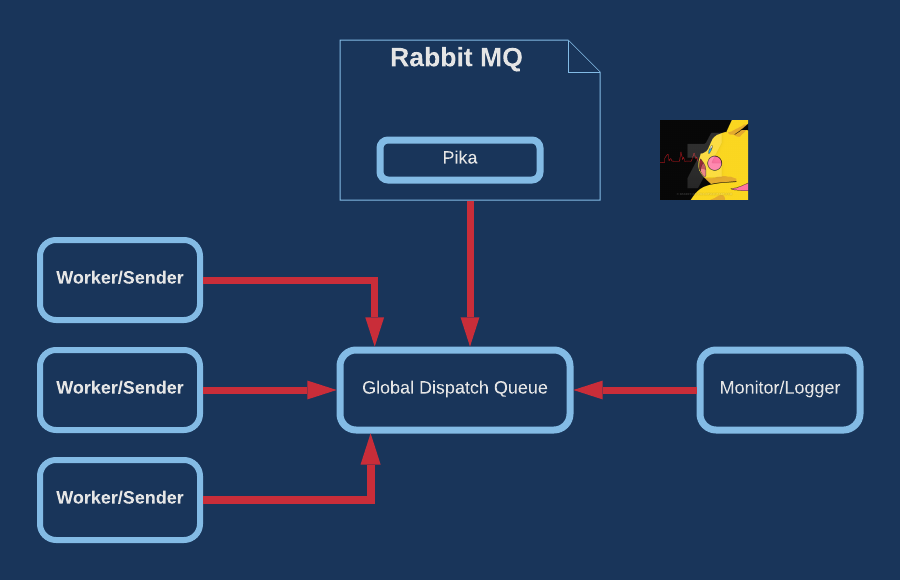 Rabbit MQ
Pika
Worker/Sender
Worker/Sender
Global Dispatch Queue
Monitor/Logger
Worker/Sender